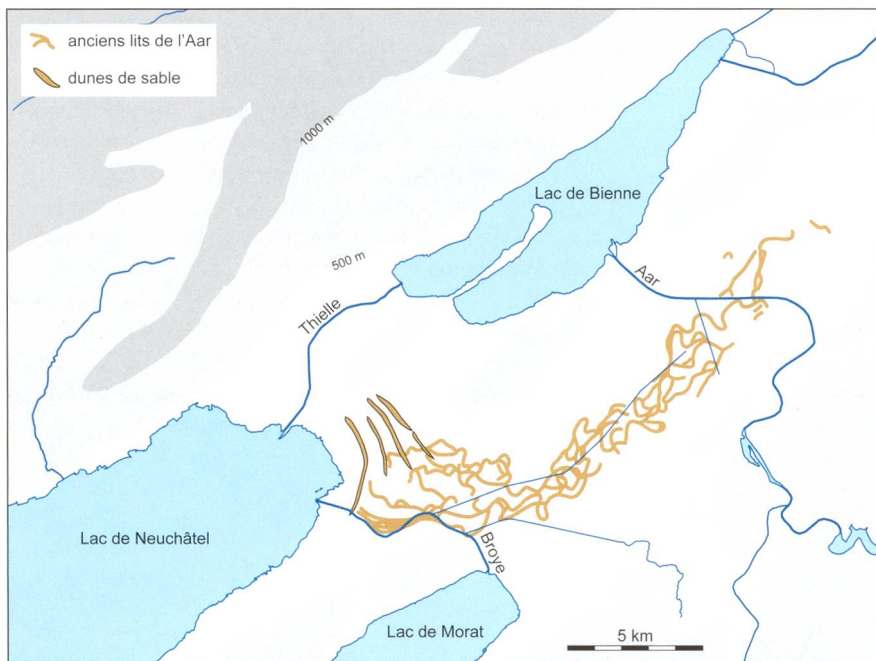 anciens lits de l'Aar
dunes de sable
1000 m
Lac de Bienne
500 m
Aar
Thielle
Lac de Neuchâtel
Broye
Lac de Morat
5 km